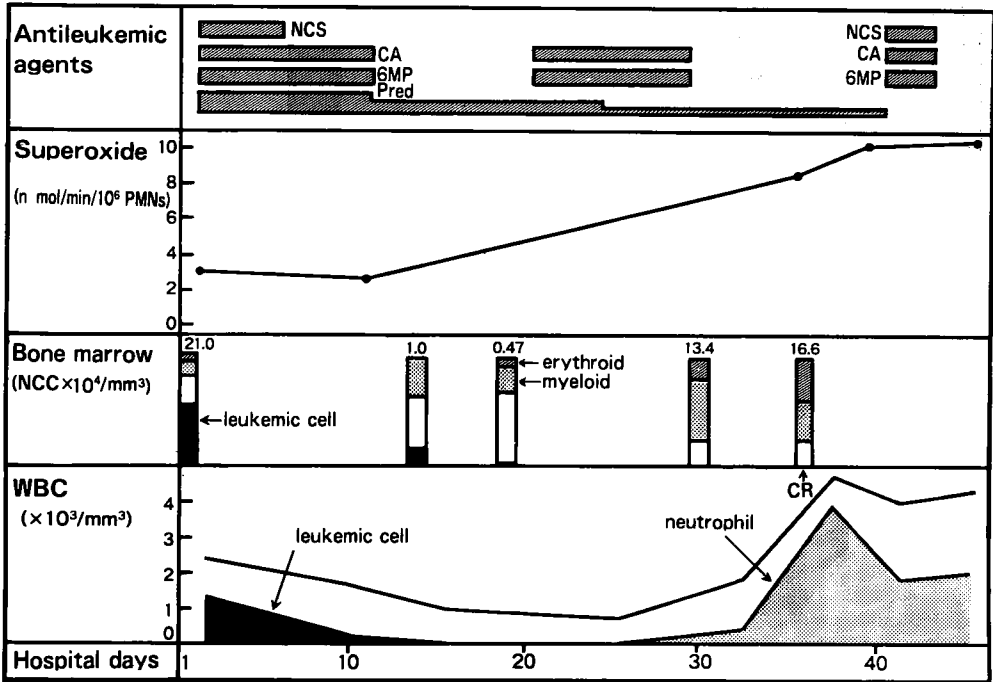 Antileukemic
agents
NCS
CA
6MP
Pred
NCS
CA
6MP
Superoxide
(n mol/min/10⁶ PMNs)
10
8
6
4
2
0
Bone marrow
(NCC×10⁴/mm³)
21.0
1.0
0.47
13.4
16.6
erythroid
myeloid
leukemic cell
CR
WBC
(×10³/mm³)
4
3
2
1
0
leukemic cell
neutrophil
Hospital days
1
10
20
30
40